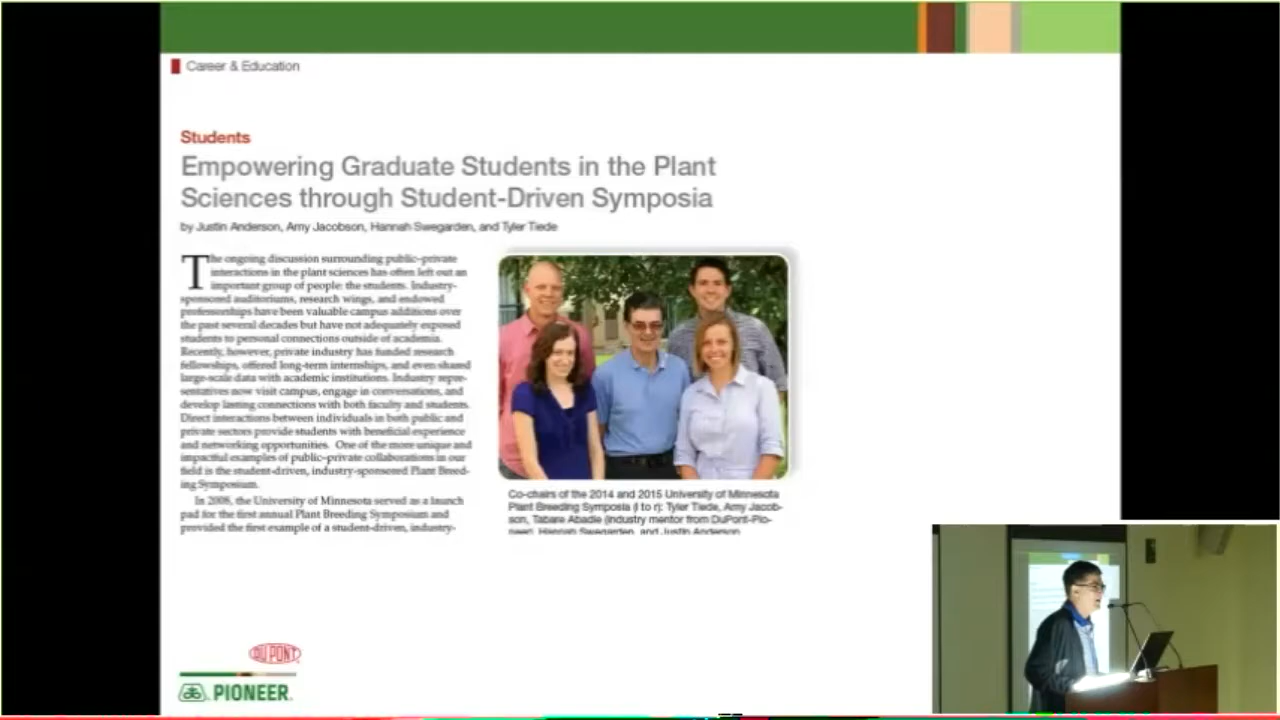 Career & Education
Students
Empowering Graduate Students in the Plant
Sciences through Student-Driven Symposia
by Justin Anderson, Amy Jacobson, Hannah Swegarden, and Tyler Tiede
The ongoing discussion surrounding public–private
interactions in the plant sciences has often left out an
important group of people: the students. Industry-
sponsored auditoriums, research wings, and endowed
professorships have been valuable campus additions over
the past several decades but have not adequately exposed
students to personal connections outside of academia.
Recently, however, private industry has funded research
fellowships, offered long-term internships, and even shared
large-scale data with academic institutions. Industry repre-
sentatives now visit campus, engage in conversations, and
develop lasting connections with both faculty and students.
Direct interactions between individuals in both public and
private sectors provide students with beneficial experience
and networking opportunities. One of the more unique and
impactful examples of public–private collaborations in our
field is the student-driven, industry-sponsored Plant Breed-
ing Symposium.
In 2008, the University of Minnesota served as a launch
pad for the first annual Plant Breeding Symposium and
provided the first example of a student-driven, industry-
Co-chairs of the 2014 and 2015 University of Minnesota
Plant Breeding Symposia (l to r): Tyler Tiede, Amy Jacob-
son, Tabare Abadie (industry mentor from DuPont-Pio-
neer), Hannah Swegarden, and Justin Anderson
DUPONT
PIONEER